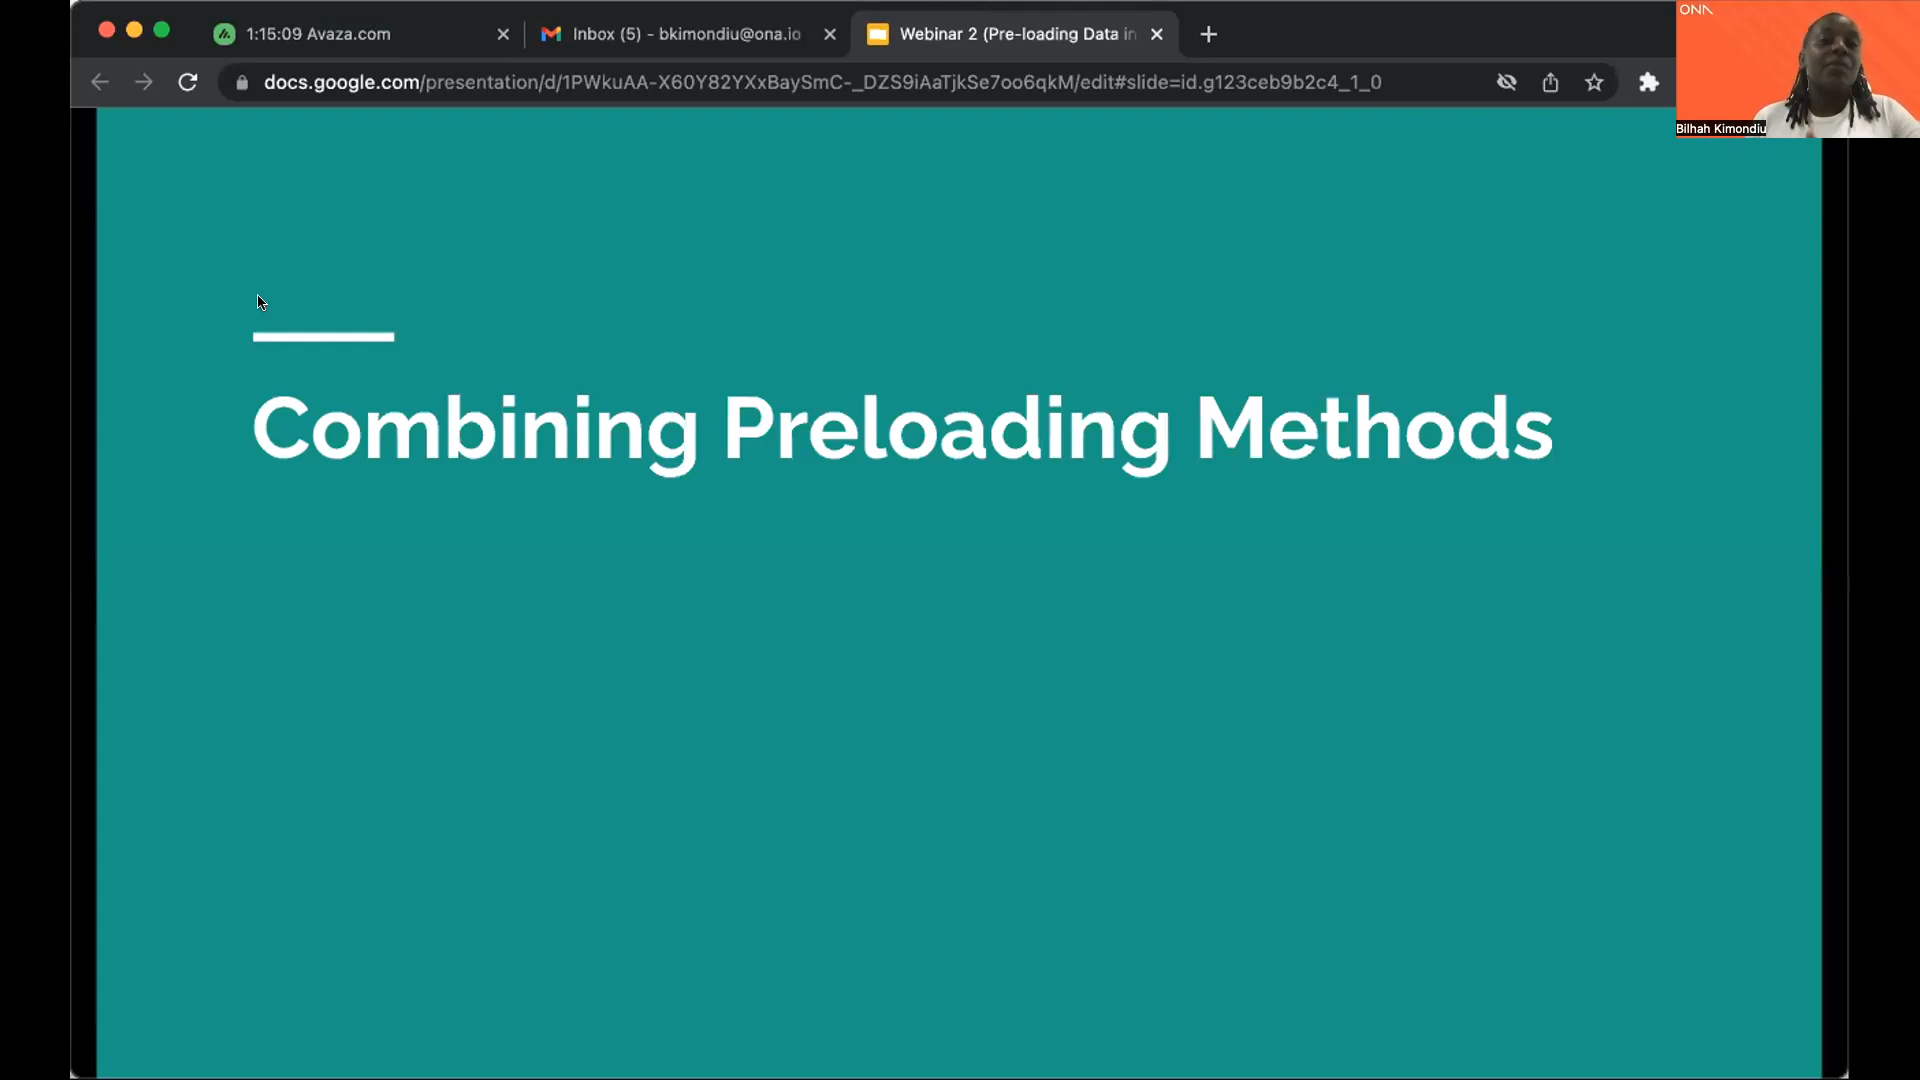 1:15:09 Avaza.com
Inbox (5) - bkimondiu@ona.io
Webinar 2 (Pre-loading Data in
docs.google.com/presentation/d/1PWkuAA-X60Y82YXxBaySmC-_DZS9iAaTjkSe7oo6qkM/edit#slide=id.g123ceb9b2c4_1_0
ONA
Bilhah Kimondiu
Combining Preloading Methods